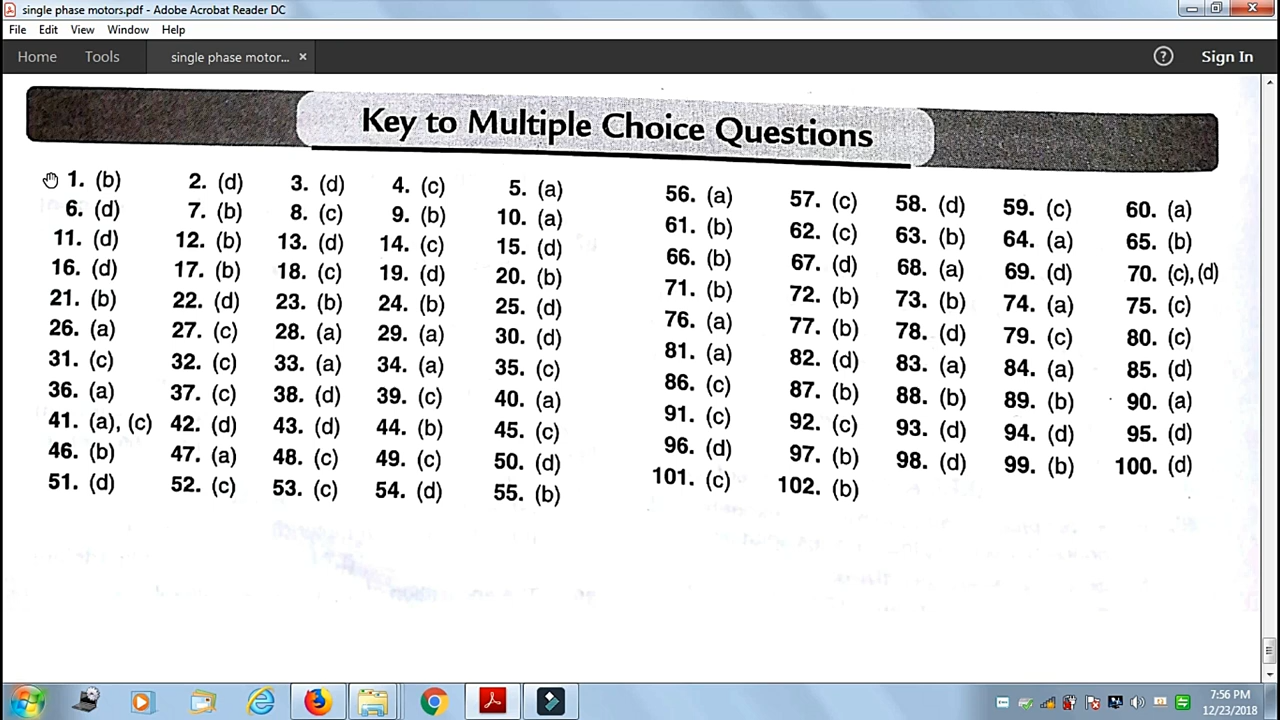 single phase motors.pdf - Adobe Acrobat Reader DC
File Edit View Window Help
Home Tools single phase motor... × ? Sign In
Key to Multiple Choice Questions
1. (b) 2. (d) 3. (d) 4. (c) 5. (a)
6. (d) 7. (b) 8. (c) 9. (b) 10. (a)
11. (d) 12. (b) 13. (d) 14. (c) 15. (d)
16. (d) 17. (b) 18. (c) 19. (d) 20. (b)
21. (b) 22. (d) 23. (b) 24. (b) 25. (d)
26. (a) 27. (c) 28. (a) 29. (a) 30. (d)
31. (c) 32. (c) 33. (a) 34. (a) 35. (c)
36. (a) 37. (c) 38. (d) 39. (c) 40. (a)
41. (a), (c) 42. (d) 43. (d) 44. (b) 45. (c)
46. (b) 47. (a) 48. (c) 49. (c) 50. (d)
51. (d) 52. (c) 53. (c) 54. (d) 55. (b)
56. (a) 57. (c) 58. (d) 59. (c) 60. (a)
61. (b) 62. (c) 63. (b) 64. (a) 65. (b)
66. (b) 67. (d) 68. (a) 69. (d) 70. (c), (d)
71. (b) 72. (b) 73. (b) 74. (a) 75. (c)
76. (a) 77. (b) 78. (d) 79. (c) 80. (c)
81. (a) 82. (d) 83. (a) 84. (a) 85. (d)
86. (c) 87. (b) 88. (b) 89. (b) 90. (a)
91. (c) 92. (c) 93. (d) 94. (d) 95. (d)
96. (d) 97. (b) 98. (d) 99. (b) 100. (d)
101. (c) 102. (b)
7:56 PM
12/23/2018